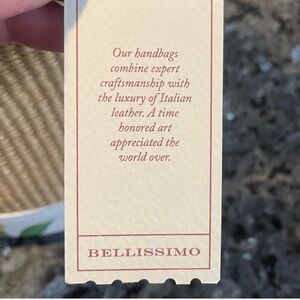 Our handbags
combine expert
craftsmanship with
the luxury of Italian
leather. A time
honored art
appreciated the
world over.
BELLISSIMO